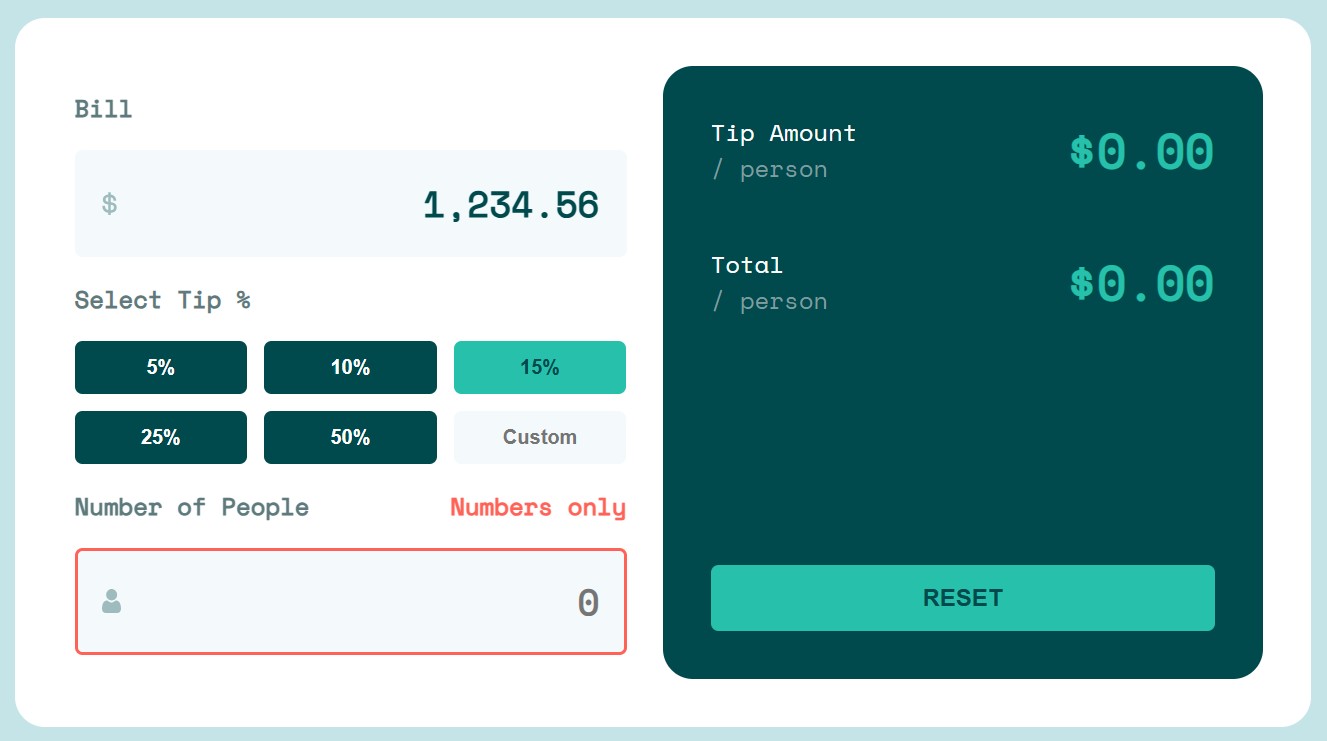 Bill
$ 1,234.56
Select Tip %
5% 10% 15%
25% 50% Custom
Number of People Numbers only
0
Tip Amount
/ person
$0.00
Total
/ person
$0.00
RESET